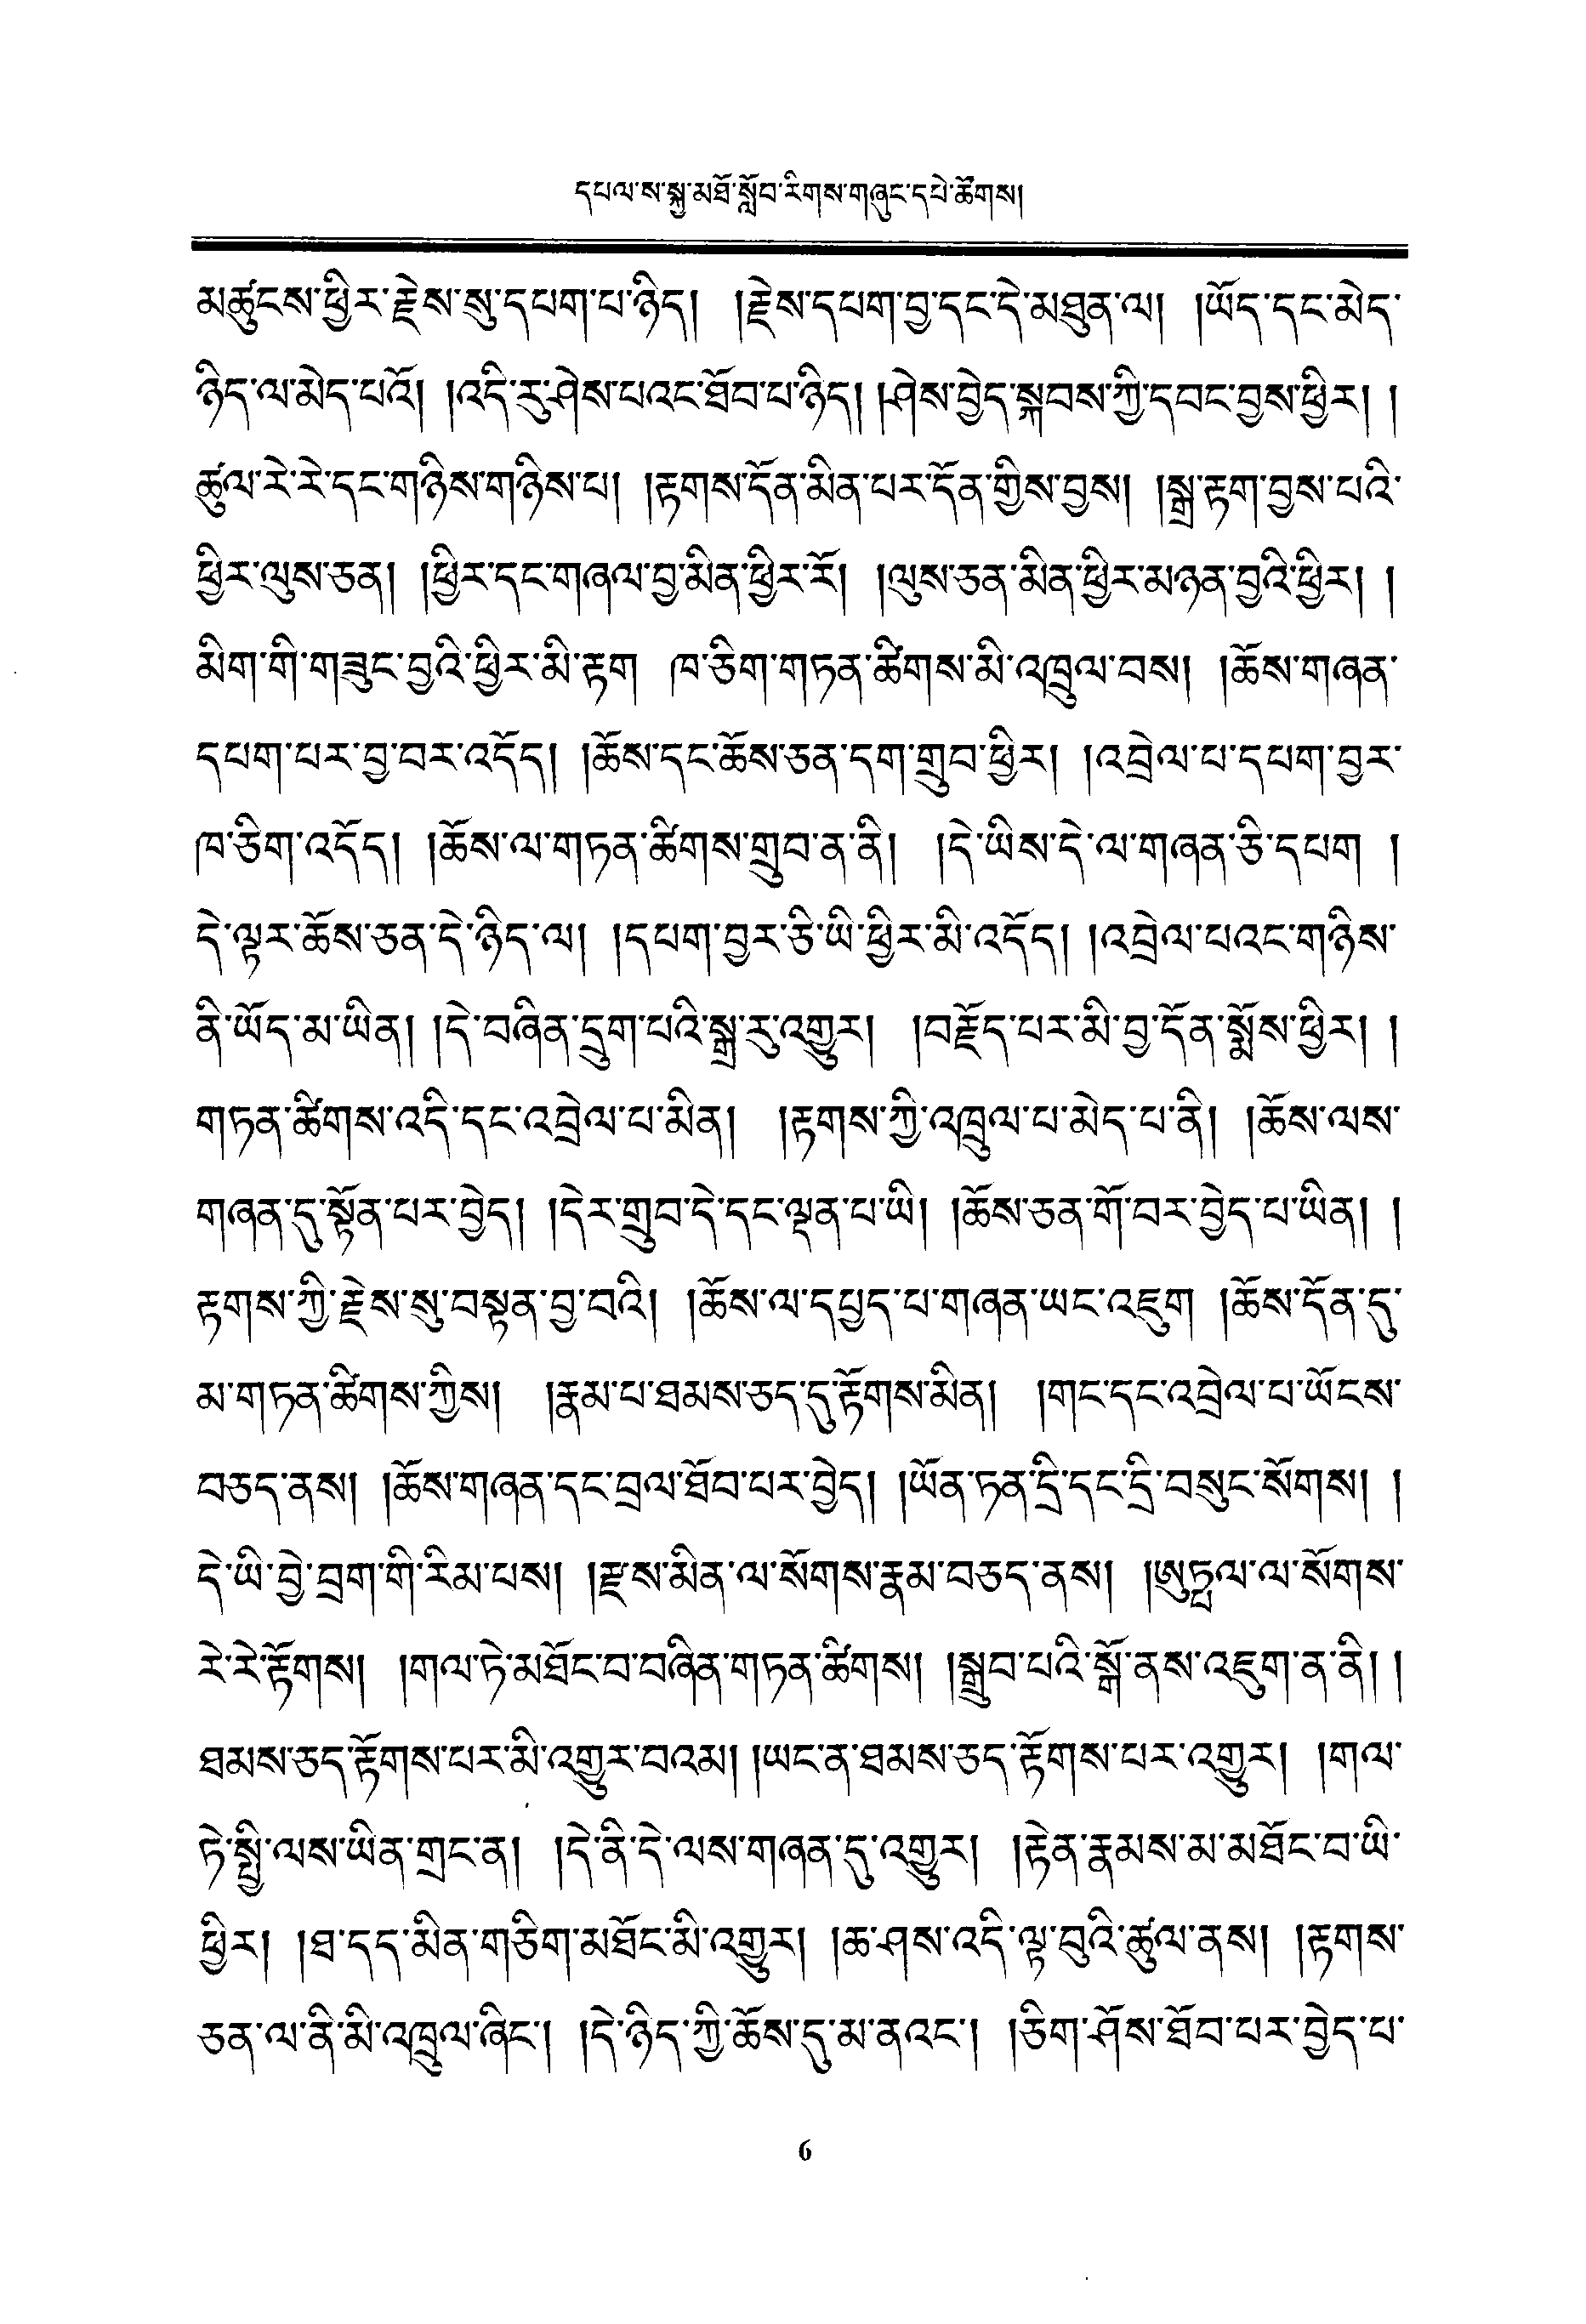 དཔལ་ས་སྐྱ་མཐོ་སློབ་རིགས་གཞུང་དཔེ་ཚོགས།
མཚུངས་ཕྱིར་རྗེས་སུ་དཔག་པ་ཉིད། །རྗེས་དཔག་བྱ་དང་དེ་མཐུན་ལ། །ཡོད་དང་མེད་
ཉིད་ལ་མེད་པའོ། །འདི་རུ་ཤེས་པའང་ཐོབ་པ་ཉིད། །ཤེས་བྱེད་སྐབས་ཀྱི་དབང་བྱས་ཕྱིར། །
ཚུལ་རེ་རེ་དང་གཉིས་གཉིས་པ། །རྟགས་དོན་མིན་པར་དོན་གྱིས་བྱས། །སྒྲ་རྟག་བྱས་པའི་
ཕྱིར་ལུས་ཅན། །ཕྱིར་དང་གཞལ་བྱ་མིན་ཕྱིར་རོ། །ལུས་ཅན་མིན་ཕྱིར་མཉན་བྱའི་ཕྱིར། །
མིག་གི་གཟུང་བྱའི་ཕྱིར་མི་རྟག ཁ་ཅིག་གཏན་ཚིགས་མི་འཁྲུལ་བས། །ཆོས་གཞན་
དཔག་པར་བྱ་བར་འདོད། །ཆོས་དང་ཆོས་ཅན་དག་གྲུབ་ཕྱིར། །འབྲེལ་པ་དཔག་བྱར་
ཁ་ཅིག་འདོད། །ཆོས་ལ་གཏན་ཚིགས་གྲུབ་ན་ནི། །དེ་ཡིས་དེ་ལ་གཞན་ཅི་དཔག །
དེ་ལྟར་ཆོས་ཅན་དེ་ཉིད་ལ། །དཔག་བྱར་ཅི་ཡི་ཕྱིར་མི་འདོད། །འབྲེལ་པའང་གཉིས་
ནི་ཡོད་མ་ཡིན། །དེ་བཞིན་དྲུག་པའི་སྒྲ་རུ་འགྱུར། །བརྗོད་པར་མི་བྱ་དོན་སྨོས་ཕྱིར། །
གཏན་ཚིགས་འདི་དང་འབྲེལ་པ་མིན། །རྟགས་ཀྱི་འཁྲུལ་པ་མེད་པ་ནི། །ཆོས་ལས་
གཞན་དུ་སྟོན་པར་བྱེད། །དེར་གྲུབ་དེ་དང་ལྡན་པ་ཡི། །ཆོས་ཅན་གོ་བར་བྱེད་པ་ཡིན། །
རྟགས་ཀྱི་རྗེས་སུ་བསྟན་བྱ་བའི། །ཆོས་ལ་དཔྱད་པ་གཞན་ཡང་འཇུག །ཆོས་དོན་དུ་
མ་གཏན་ཚིགས་ཀྱིས། །རྣམ་པ་ཐམས་ཅད་དུ་རྟོགས་མིན། །གང་དང་འབྲེལ་པ་ཡོངས་
བཅད་ནས། །ཆོས་གཞན་དང་བྲལ་ཐོབ་པར་བྱེད། །ཡོན་ཏན་དྲི་དང་དྲི་བསུང་སོགས། །
དེ་ཡི་བྱེ་བྲག་གི་རིམ་པས། །རྫས་མིན་ལ་སོགས་རྣམ་བཅད་ནས། །ཨུཏྤལ་ལ་སོགས་
རེ་རེ་རྟོགས། །གལ་ཏེ་མཐོང་བ་བཞིན་གཏན་ཚིགས། །སྒྲུབ་པའི་སྒོ་ནས་འཇུག་ན་ནི། །
ཐམས་ཅད་རྟོགས་པར་མི་འགྱུར་བའམ། །ཡང་ན་ཐམས་ཅད་རྟོགས་པར་འགྱུར། །གལ་
ཏེ་སྤྱི་ལས་ཡིན་གྲང་ན། །དེ་ནི་དེ་ལས་གཞན་དུ་འགྱུར། །རྟེན་རྣམས་མ་མཐོང་བ་ཡི་
ཕྱིར། །ཐ་དད་མིན་གཅིག་མཐོང་མི་འགྱུར། །ཆ་ཤས་འདི་ལྟ་བུའི་ཚུལ་ནས། །རྟགས་
ཅན་ལ་ནི་མི་འཁྲུལ་ཞིང་། །དེ་ཉིད་ཀྱི་ཆོས་དུ་མ་ནའང་། །ཅིག་ཤོས་ཐོབ་པར་བྱེད་པ་
6